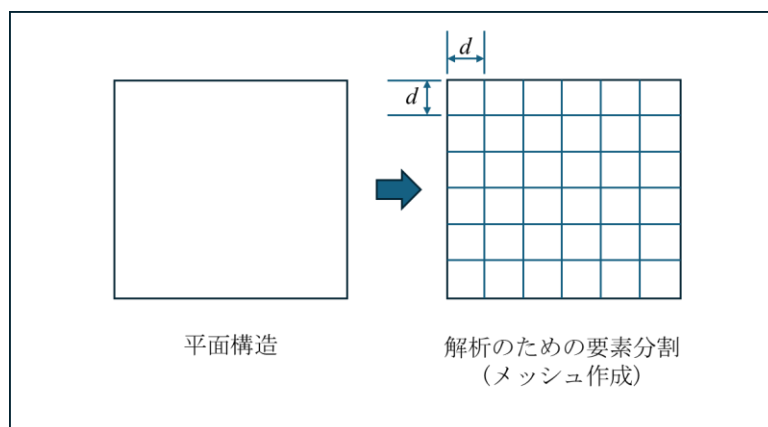 d
d
平面構造
解析のための要素分割
（メッシュ作成）